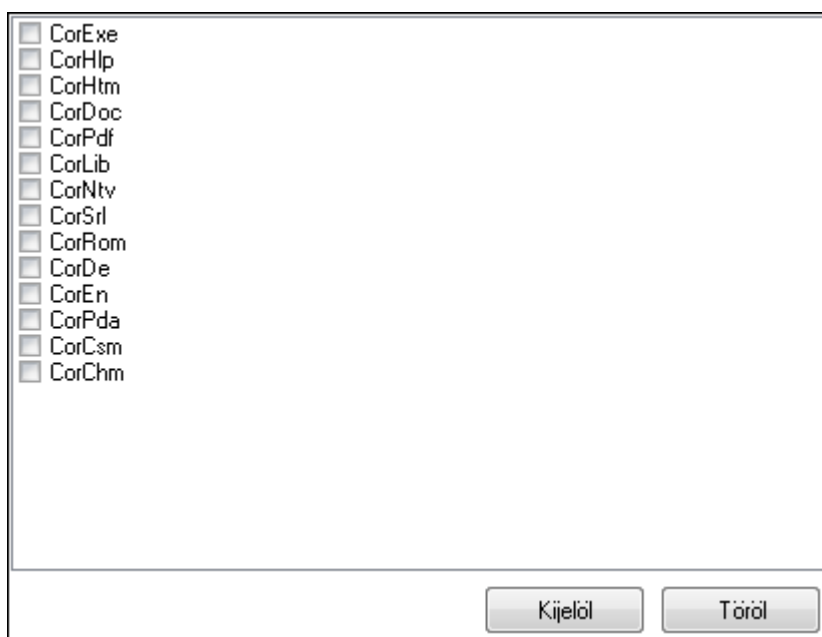 CorExe
CorHlp
CorHtm
CorDoc
CorPdf
CorLib
CorNtv
CorSrl
CorRom
CorDe
CorEn
CorPda
CorCsm
CorChm
Kijelöl Töröl